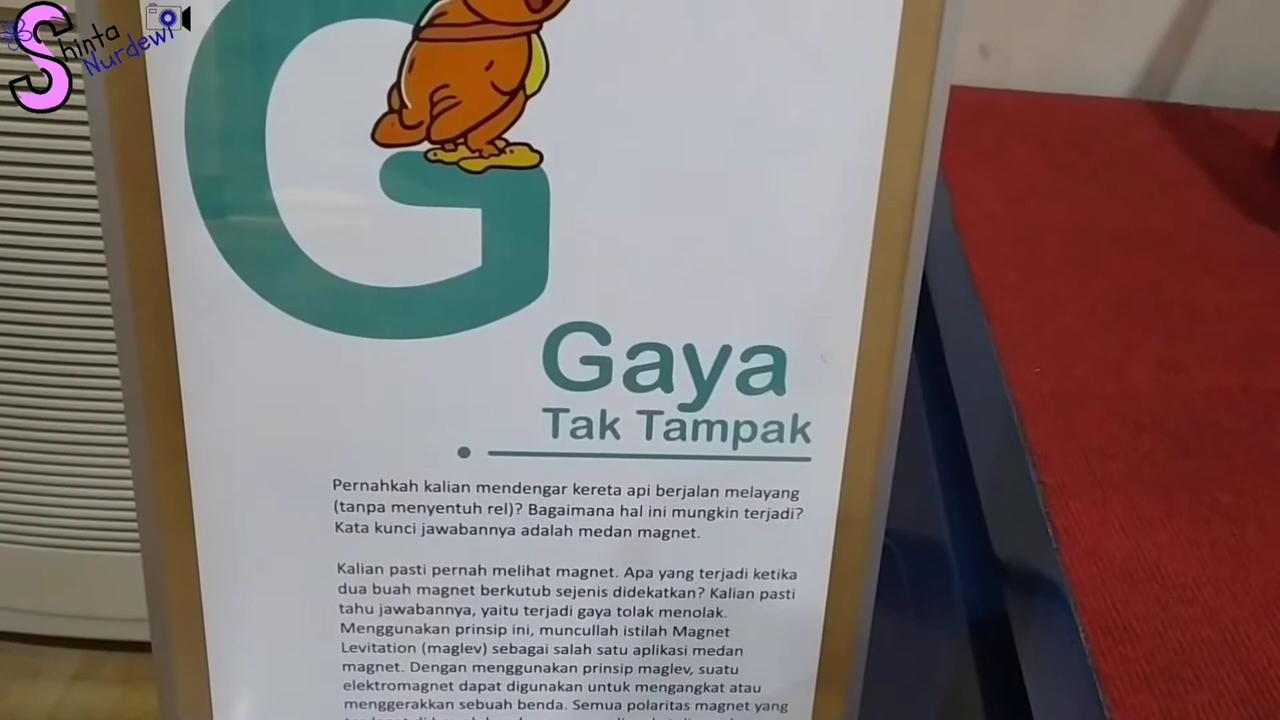 Shinta
Nurdewi
G
Gaya
Tak Tampak
Pernahkah kalian mendengar kereta api berjalan melayang
(tanpa menyentuh rel)? Bagaimana hal ini mungkin terjadi?
Kata kunci jawabannya adalah medan magnet.
Kalian pasti pernah melihat magnet. Apa yang terjadi ketika
dua buah magnet berkutub sejenis didekatkan? Kalian pasti
tahu jawabannya, yaitu terjadi gaya tolak menolak.
Menggunakan prinsip ini, muncullah istilah Magnet
Levitation (maglev) sebagai salah satu aplikasi medan
magnet. Dengan menggunakan prinsip maglev, suatu
elektromagnet dapat digunakan untuk mengangkat atau
menggerakkan sebuah benda. Semua polaritas magnet yang